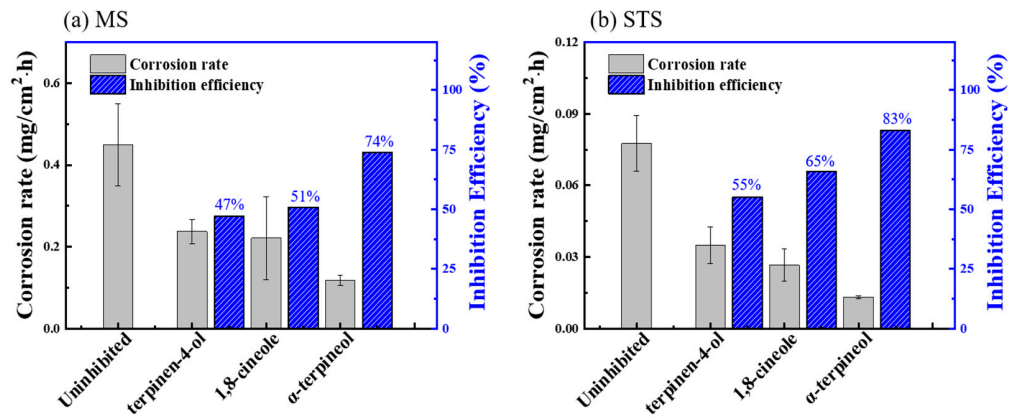 (a) MS
Corrosion rate (mg/cm²·h)
0.6
0.4
0.2
0.0
Corrosion rate
Inhibition efficiency
47%
51%
74%
100
75
50
25
0
Inhibition Efficiency (%)
Uninhibited
terpinen-4-ol
1,8-cineole
α-terpineol
(b) STS
Corrosion rate (mg/cm²·h)
0.12
0.09
0.06
0.03
0.00
Corrosion rate
Inhibition efficiency
55%
65%
83%
100
75
50
25
0
Inhibition Efficiency (%)
Uninhibited
terpinen-4-ol
1,8-cineole
α-terpineol